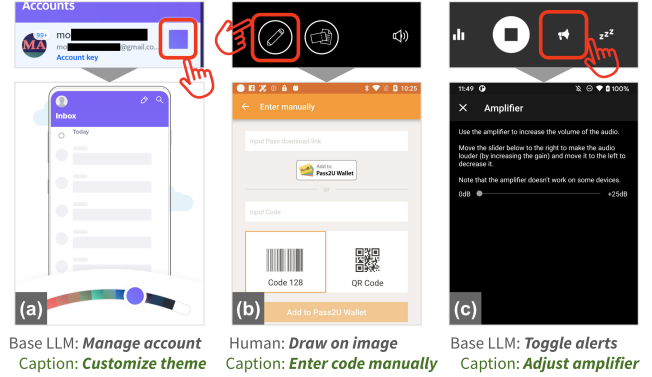 Accounts
99+
MA
mo
mo @gmail.co...
Account key
zzZ
Inbox
Today
10:25
Enter manually
Input Pass download link
Add to
Pass2U Wallet
or
Input Code
Code 128
QR Code
Add to Pass2U Wallet
11:49
100%
Amplifier
Use the amplifier to increase the volume of the audio.
Move the slider below to the right to make the audio
louder (by increasing the gain) and move it to the left to
decrease it.
Note that the amplifier doesn't work on some devices.
0dB
+25dB
(a)
(b)
(c)
Base LLM: Manage account
Caption: Customize theme
Human: Draw on image
Caption: Enter code manually
Base LLM: Toggle alerts
Caption: Adjust amplifier